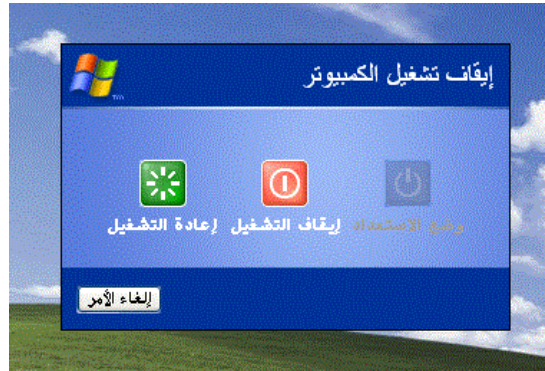 إيقاف تشغيل الكمبيوتر
وضع الاستعداد إيقاف التشغيل إعادة التشغيل
إلغاء الأمر